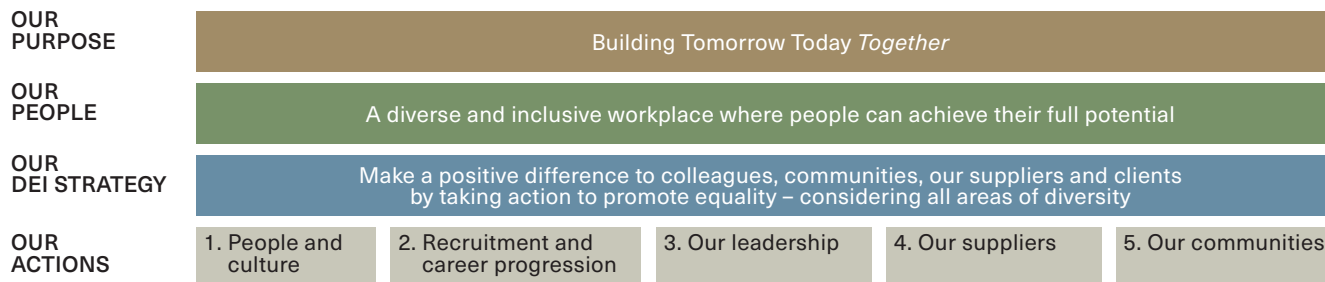 OUR
PURPOSE
Building Tomorrow Today Together
OUR
PEOPLE
A diverse and inclusive workplace where people can achieve their full potential
OUR
DEI STRATEGY
Make a positive difference to colleagues, communities, our suppliers and clients
by taking action to promote equality – considering all areas of diversity
OUR
ACTIONS
1. People and
culture
2. Recruitment and
career progression
3. Our leadership
4. Our suppliers
5. Our communities